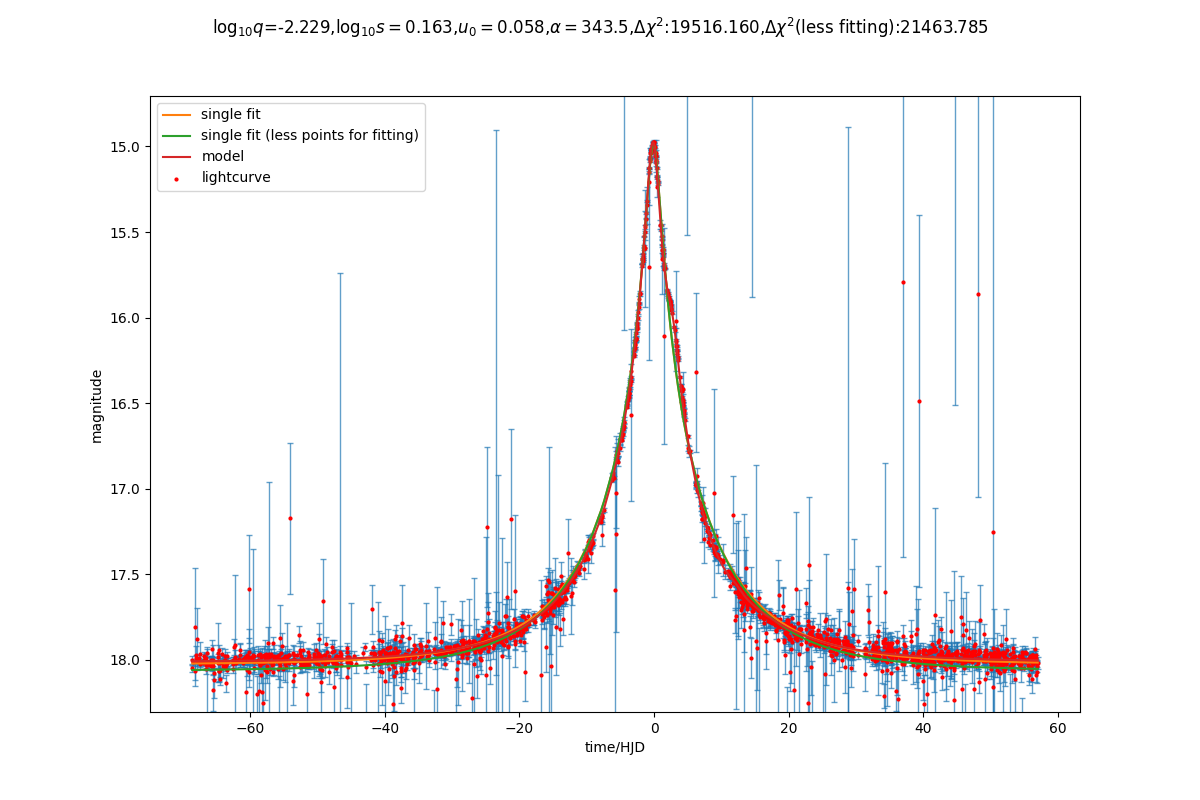 log₁₀q=-2.229,log₁₀s = 0.163,u₀ = 0.058,α = 343.5,Δχ²:19516.160,Δχ²(less fitting):21463.785
single fit
single fit (less points for fitting)
model
lightcurve
magnitude
15.0
15.5
16.0
16.5
17.0
17.5
18.0
−60
−40
−20
0
20
40
60
time/HJD